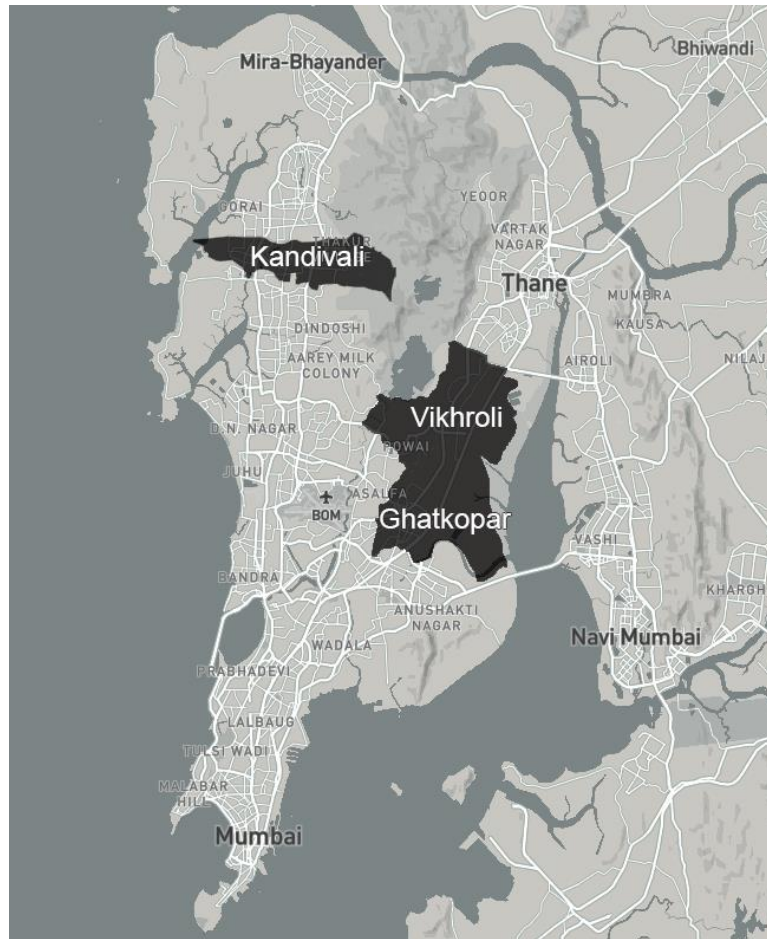 Mira-Bhayander
Bhiwandi
YEOOR
GORAI
VARTAK
NAGAR
THAKUR
Kandivali
Thane
MUMBRA
KAUSA
DINDOSHI
AAREY MILK
COLONY
AIROLI
NILAJ
Vikhroli
D.N. NAGAR
POWAI
JUHU
ASALFA
BOM
Ghatkopar
VASHI
BANDRA
KHARGH
ANUSHAKTI
NAGAR
WADALA
Navi Mumbai
PRABHADEVI
LALBAUG
TULSI WADI
MALABAR
HILL
Mumbai